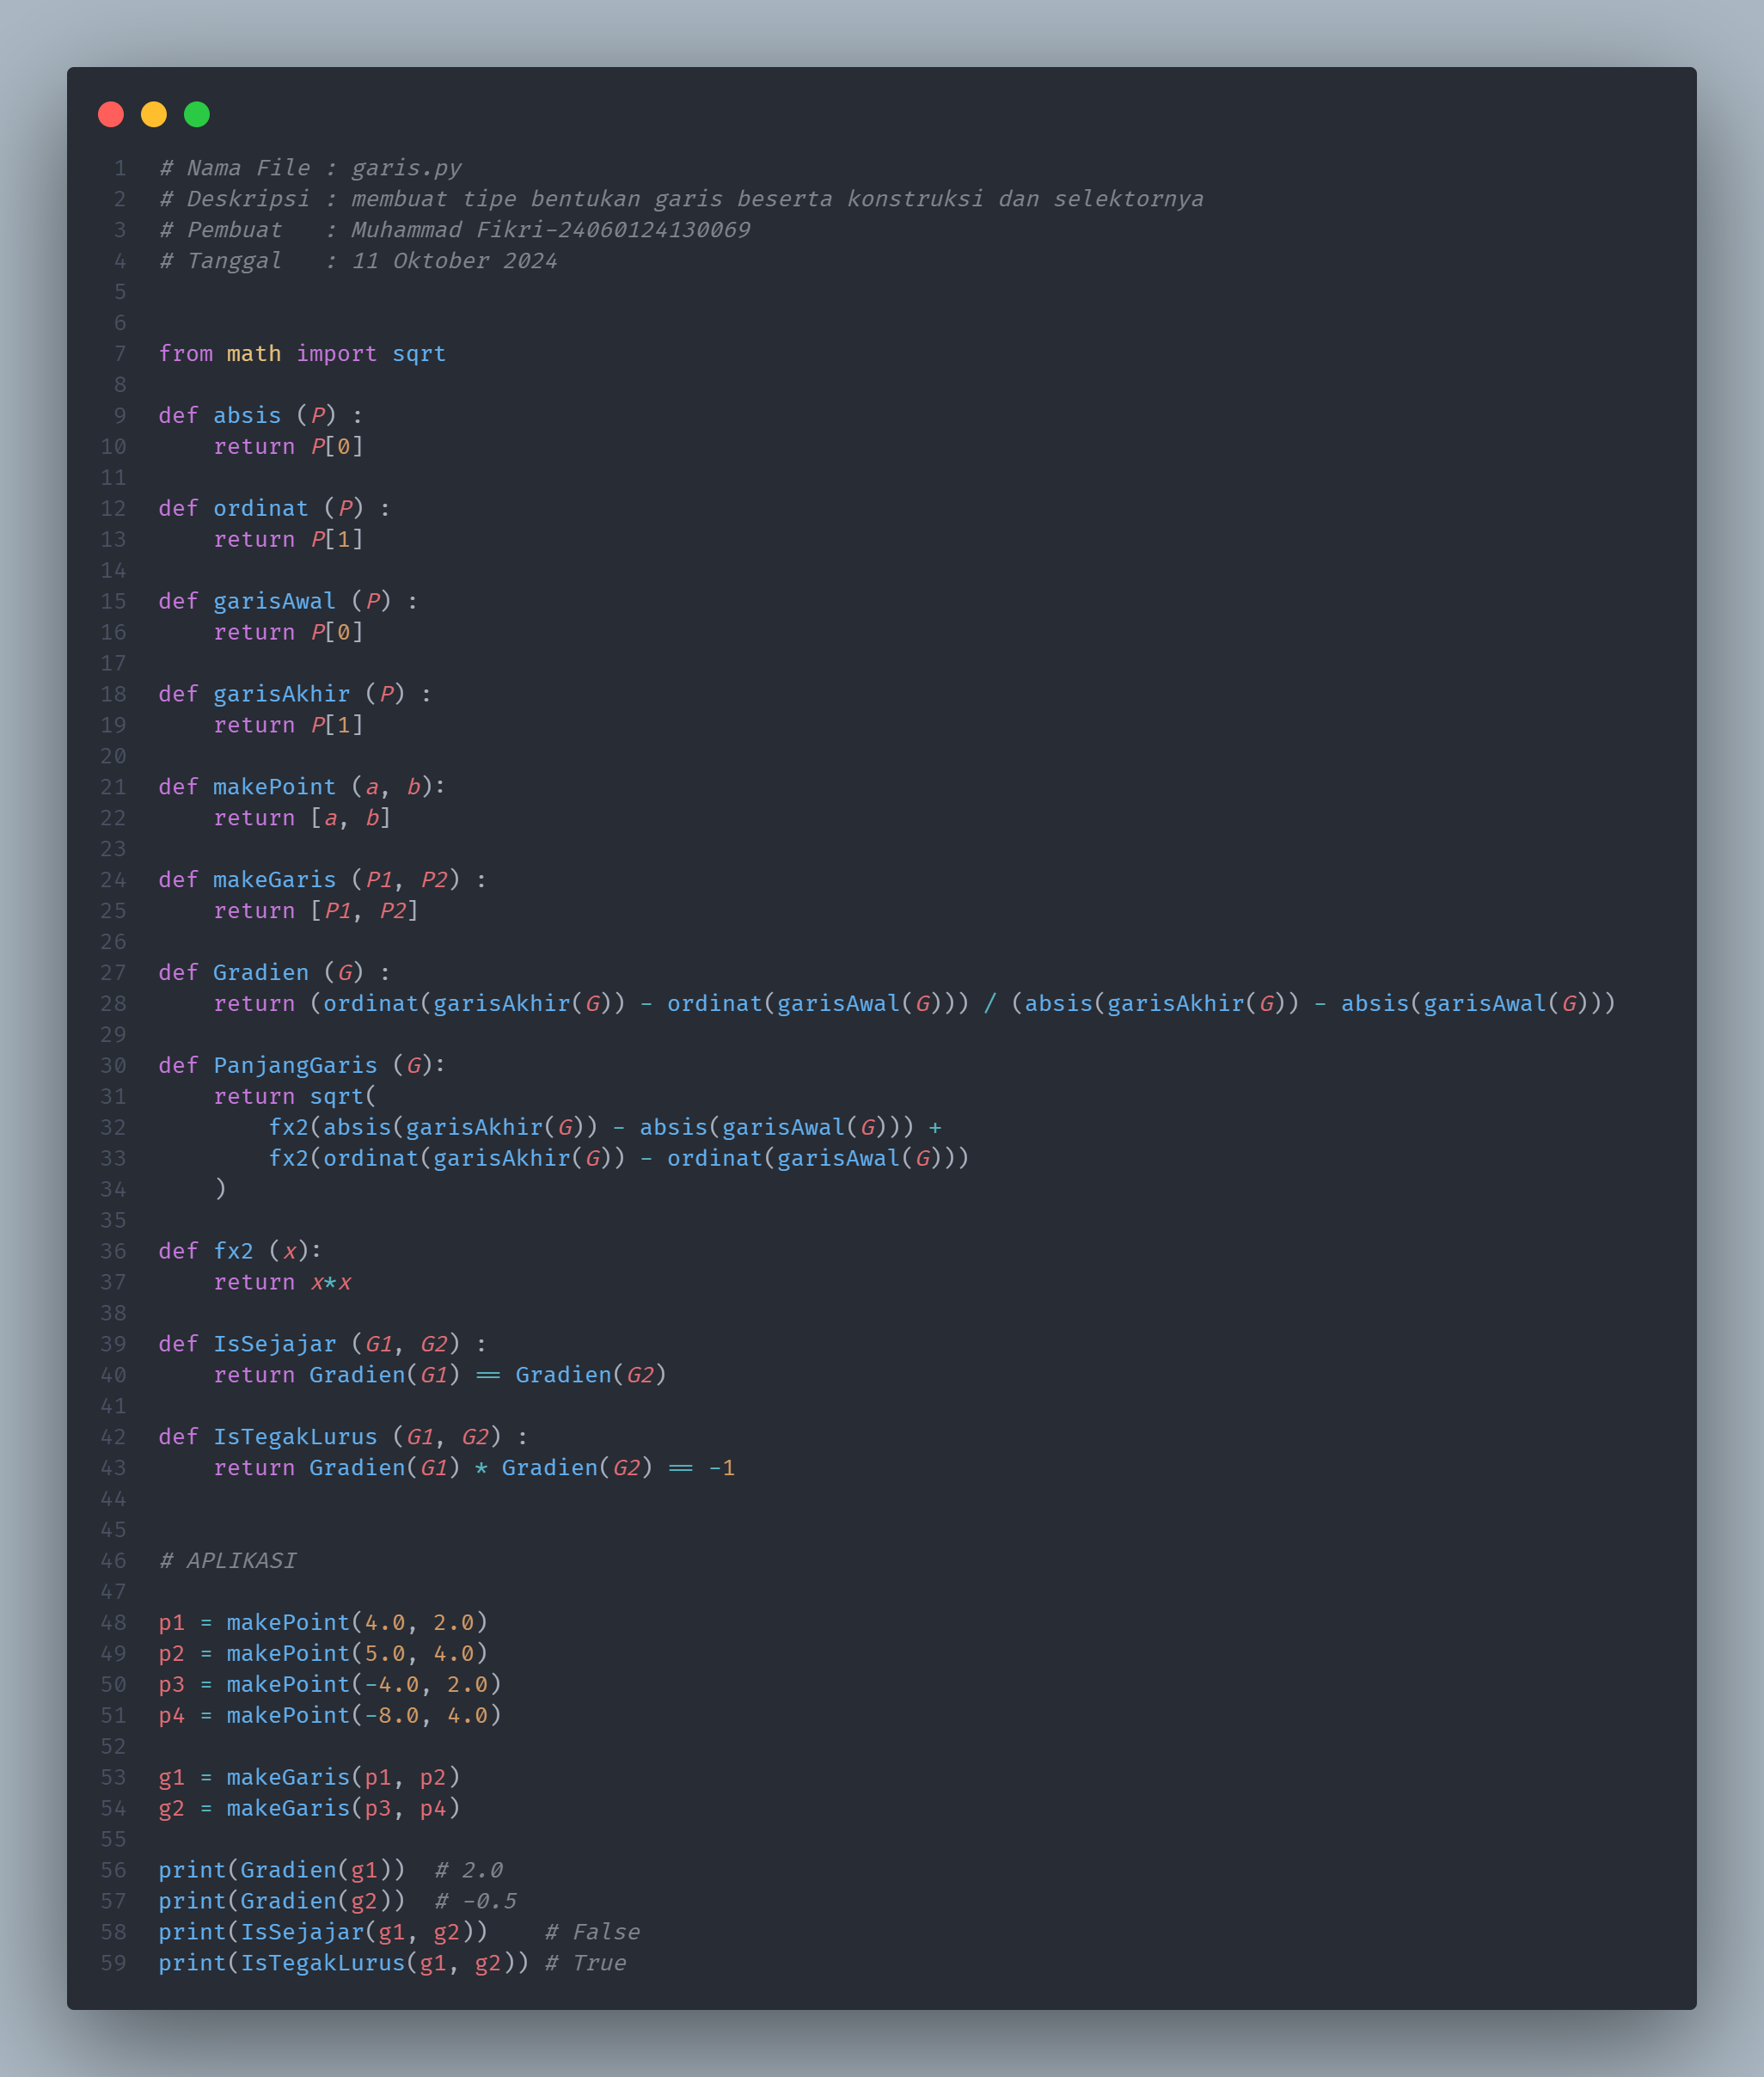 1 # Nama File : garis.py
2 # Deskripsi : membuat tipe bentukan garis beserta konstruksi dan selektornya
3 # Pembuat   : Muhammad Fikri-24060124130069
4 # Tanggal   : 11 Oktober 2024
5
6
7 from math import sqrt
8
9 def absis (P) :
10     return P[0]
11
12 def ordinat (P) :
13     return P[1]
14
15 def garisAwal (P) :
16     return P[0]
17
18 def garisAkhir (P) :
19     return P[1]
20
21 def makePoint (a, b):
22     return [a, b]
23
24 def makeGaris (P1, P2) :
25     return [P1, P2]
26
27 def Gradien (G) :
28     return (ordinat(garisAkhir(G)) - ordinat(garisAwal(G))) / (absis(garisAkhir(G)) - absis(garisAwal(G)))
29
30 def PanjangGaris (G):
31     return sqrt(
32         fx2(absis(garisAkhir(G)) - absis(garisAwal(G))) +
33         fx2(ordinat(garisAkhir(G)) - ordinat(garisAwal(G)))
34     )
35
36 def fx2 (x):
37     return x*x
38
39 def IsSejajar (G1, G2) :
40     return Gradien(G1) == Gradien(G2)
41
42 def IsTegakLurus (G1, G2) :
43     return Gradien(G1) * Gradien(G2) == -1
44
45
46 # APLIKASI
47
48 p1 = makePoint(4.0, 2.0)
49 p2 = makePoint(5.0, 4.0)
50 p3 = makePoint(-4.0, 2.0)
51 p4 = makePoint(-8.0, 4.0)
52
53 g1 = makeGaris(p1, p2)
54 g2 = makeGaris(p3, p4)
55
56 print(Gradien(g1))  # 2.0
57 print(Gradien(g2))  # -0.5
58 print(IsSejajar(g1, g2))    # False
59 print(IsTegakLurus(g1, g2)) # True